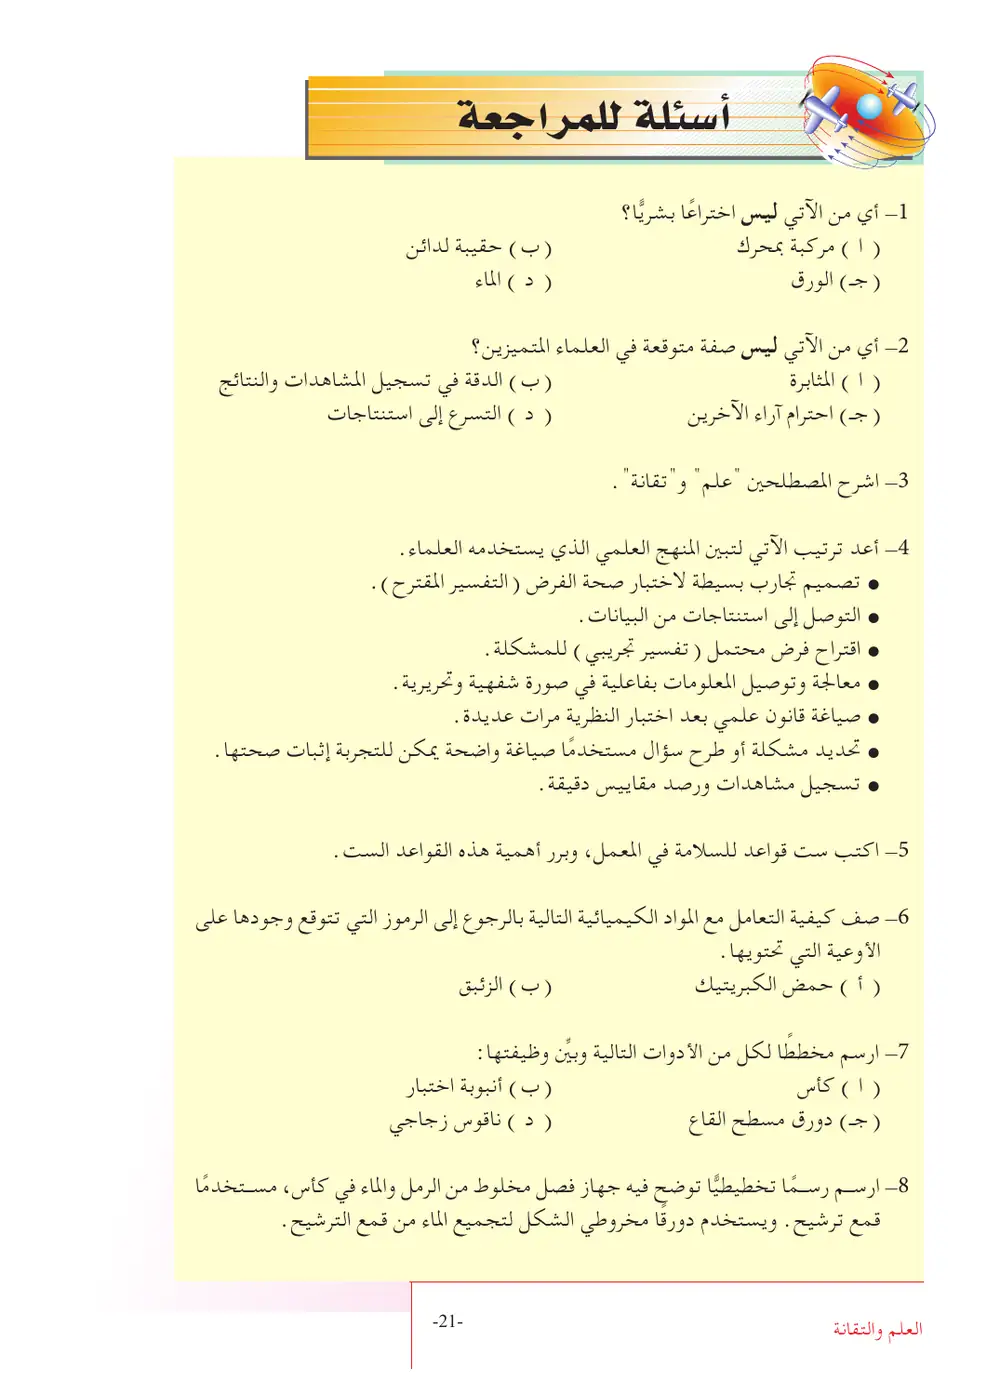 أسئلة للمراجعة
1– أي من الآتي ليس اختراعًا بشريًّا؟
( ا ) مركبة بمحرك ( ب ) حقيبة لدائن
( جـ ) الورق ( د ) الماء
2– أي من الآتي ليس صفة متوقعة في العلماء المتميزين؟
( ا ) المثابرة ( ب ) الدقة في تسجيل المشاهدات والنتائج
( جـ ) احترام آراء الآخرين ( د ) التسرع إلى استنتاجات
3– اشرح المصطلحين "علم" و"تقانة" .
4– أعد ترتيب الآتي لتبين المنهج العلمي الذي يستخدمه العلماء.
● تصميم تجارب بسيطة لاختبار صحة الفرض ( التفسير المقترح ) .
● التوصل إلى استنتاجات من البيانات.
● اقتراح فرض محتمل ( تفسير تجريبي ) للمشكلة.
● معالجة وتوصيل المعلومات بفاعلية في صورة شفهية وتحريرية.
● صياغة قانون علمي بعد اختبار النظرية مرات عديدة.
● تحديد مشكلة أو طرح سؤال مستخدمًا صياغة واضحة يمكن للتجربة إثبات صحتها.
● تسجيل مشاهدات ورصد مقاييس دقيقة.
5– اكتب ست قواعد للسلامة في المعمل، وبرر أهمية هذه القواعد الست.
6– صف كيفية التعامل مع المواد الكيميائية التالية بالرجوع إلى الرموز التي تتوقع وجودها على
الأوعية التي تحتويها.
( أ ) حمض الكبريتيك ( ب ) الزئبق
7– ارسم مخططًا لكل من الأدوات التالية وبيِّن وظيفتها:
( ا ) كأس ( ب ) أنبوبة اختبار
( جـ ) دورق مسطح القاع ( د ) ناقوس زجاجي
8– ارسم رسمًا تخطيطيًّا توضح فيه جهاز فصل مخلوط من الرمل والماء في كأس، مستخدمًا
قمع ترشيح. ويستخدم دورقًا مخروطي الشكل لتجميع الماء من قمع الترشيح.
العلم والتقانة
-21-